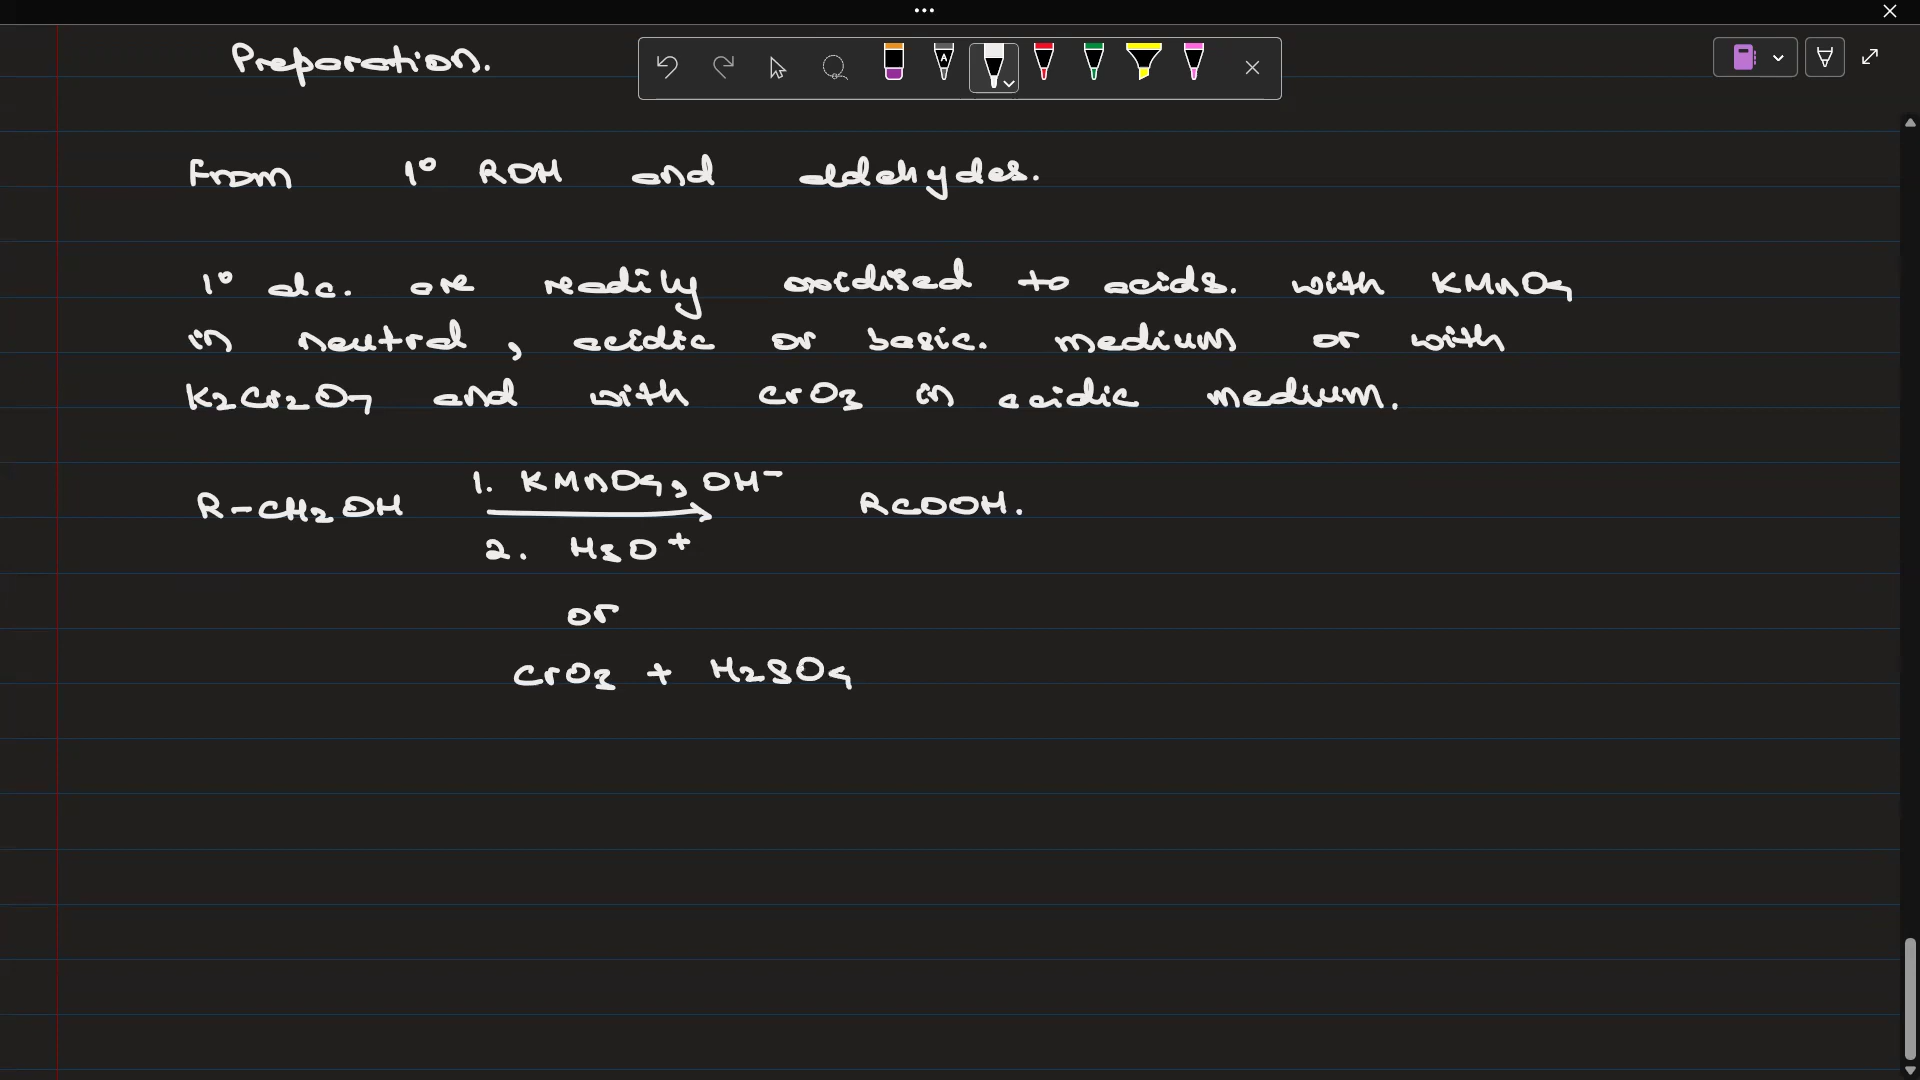 Preparation.
From 1° ROH and aldehydes.
1° alc. are readily oxidised to acids. with KMnO4
in neutral, acidic or basic. medium or with
K2Cr2O7 and with CrO3 in acidic medium.
1. KMnO4, OH-
R-CH2OH → RCOOH.
2. H3O+
or
CrO3 + H2SO4